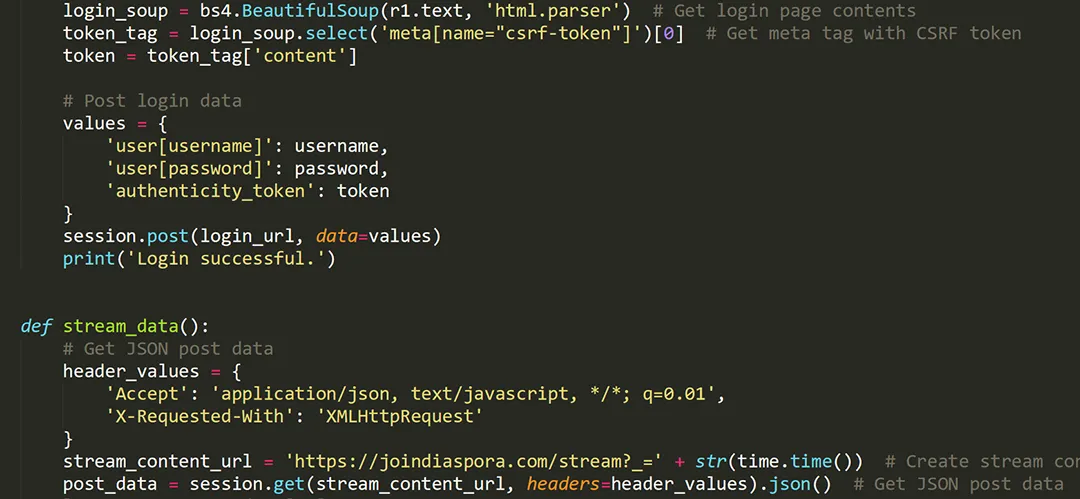 login_soup = bs4.BeautifulSoup(r1.text, 'html.parser')  # Get login page contents
token_tag = login_soup.select('meta[name="csrf-token"]')[0]  # Get meta tag with CSRF token
token = token_tag['content']
# Post login data
values = {
'user[username]': username,
'user[password]': password,
'authenticity_token': token
}
session.post(login_url, data=values)
print('Login successful.')
def stream_data():
# Get JSON post data
header_values = {
'Accept': 'application/json, text/javascript, */*; q=0.01',
'X-Requested-With': 'XMLHttpRequest'
}
stream_content_url = 'https://joindiaspora.com/stream?_=' + str(time.time())  # Create stream
post_data = session.get(stream_content_url, headers=header_values).json()  # Get JSON post data